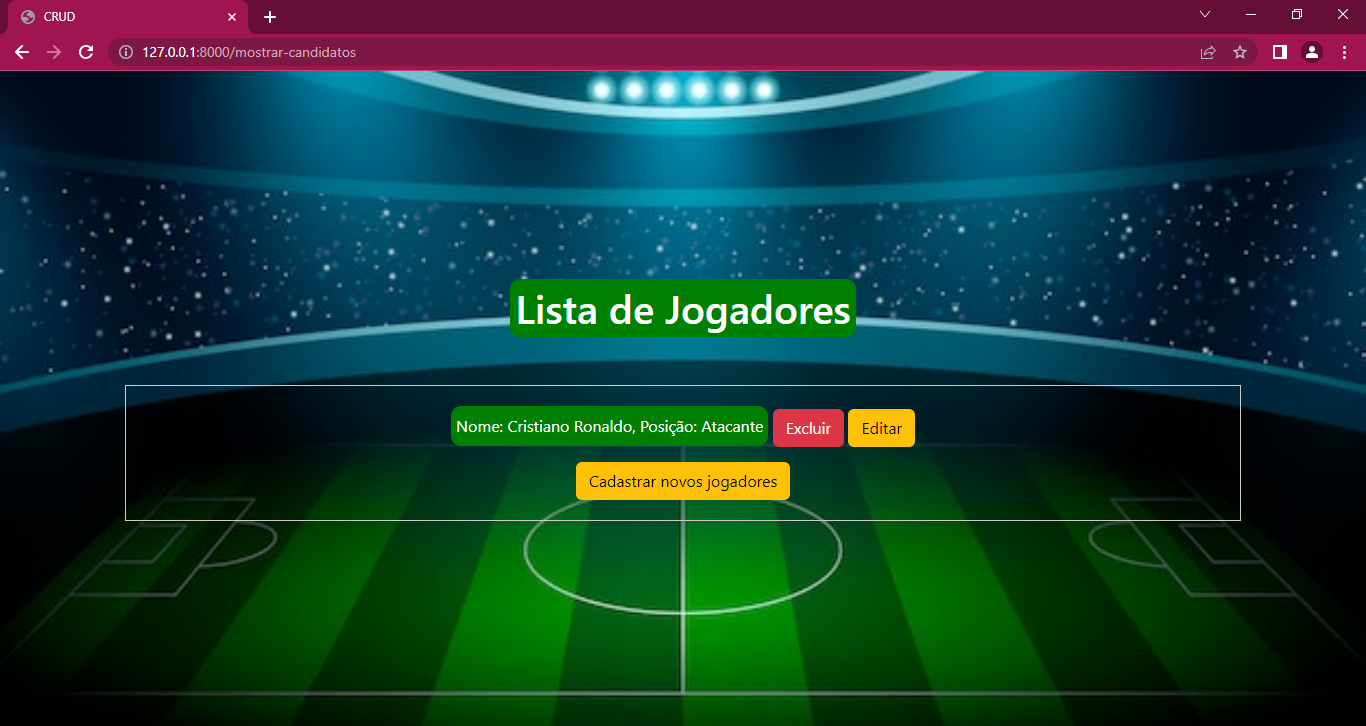 CRUD
127.0.0.1:8000/mostrar-candidatos
Lista de Jogadores
Nome: Cristiano Ronaldo, Posição: Atacante Excluir Editar
Cadastrar novos jogadores